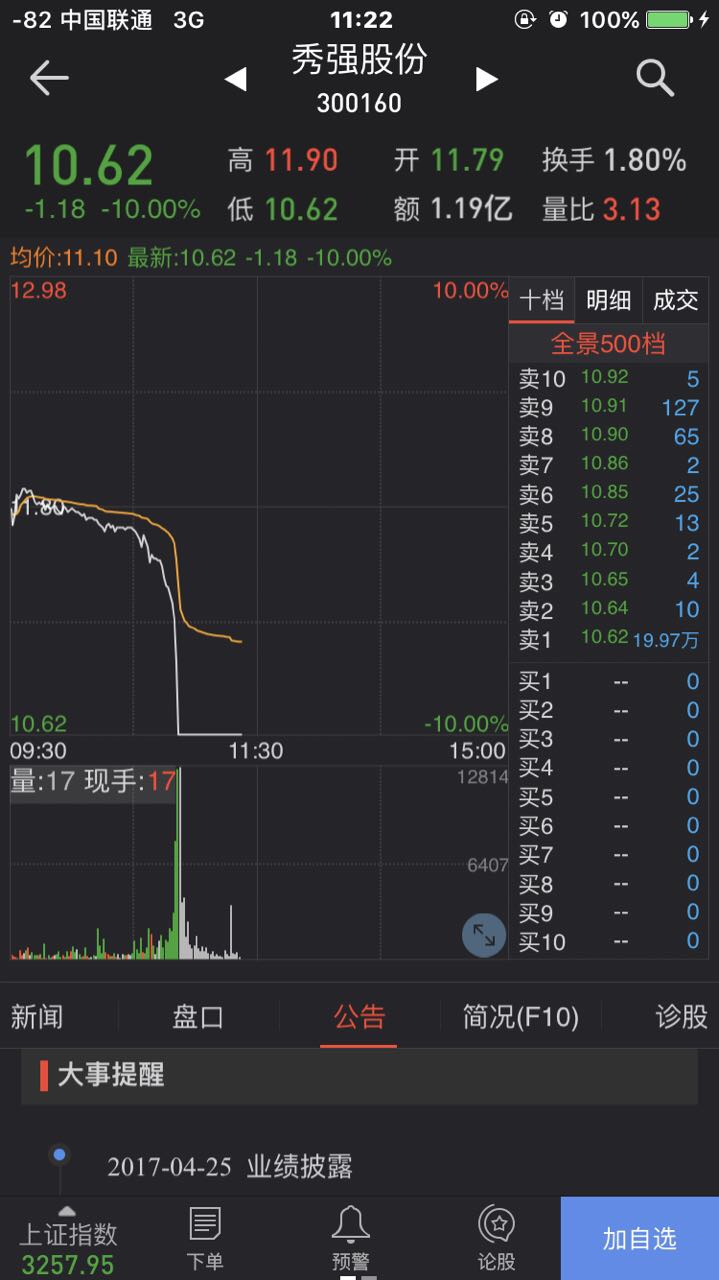 -82 中国联通 3G 11:22 100%
秀强股份
300160
10.62 高 11.90 开 11.79 换手 1.80%
-1.18 -10.00% 低 10.62 额 1.19亿 量比 3.13
均价:11.10 最新:10.62 -1.18 -10.00%
12.98 10.00%
十档 明细 成交
全景500档
卖10 10.92 5
卖9 10.91 127
卖8 10.90 65
卖7 10.86 2
卖6 10.85 25
11.80
卖5 10.72 13
卖4 10.70 2
卖3 10.65 4
卖2 10.64 10
卖1 10.62 19.97万
买1 -- 0
买2 -- 0
10.62 -10.00%
买3 -- 0
09:30 11:30 15:00
买4 -- 0
量:17 现手:17 12814
买5 -- 0
买6 -- 0
6407
买7 -- 0
买8 -- 0
买9 -- 0
买10 -- 0
新闻 盘口 公告 简况(F10) 诊股
大事提醒
2017-04-25 业绩披露
上证指数
3257.95
下单 预警 论股 加自选